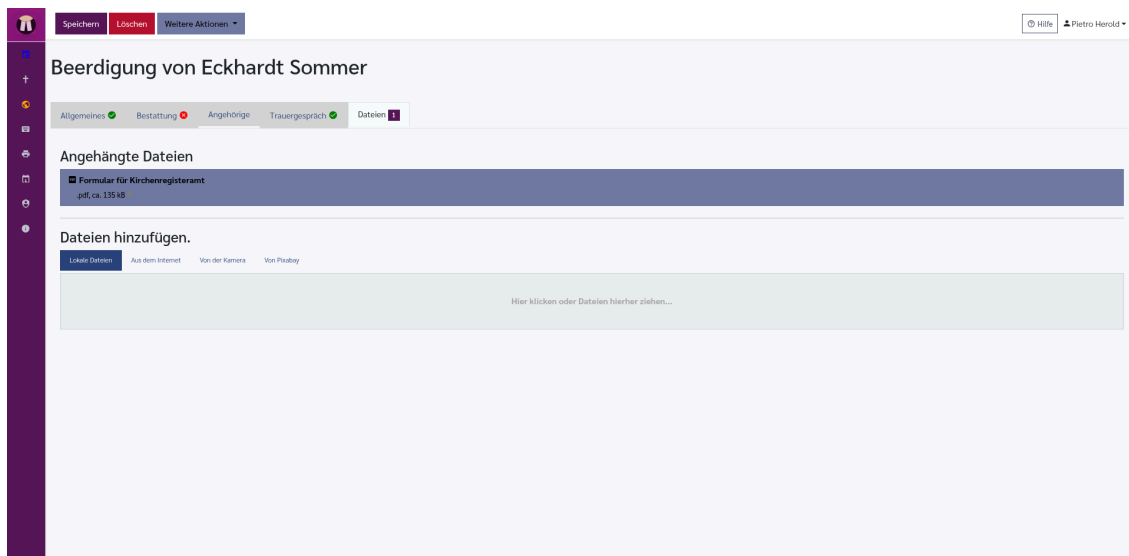 Speichern Löschen Weitere Aktionen Hilfe Pietro Herold
Beerdigung von Eckhardt Sommer
Allgemeines Bestattung Angehörige Trauergespräch Dateien 1
Angehängte Dateien
Formular für Kirchenregisteramt
.pdf, ca. 135 kB
Dateien hinzufügen.
Lokale Dateien Aus dem Internet Von der Kamera Von Pixabay
Hier klicken oder Dateien hierher ziehen...